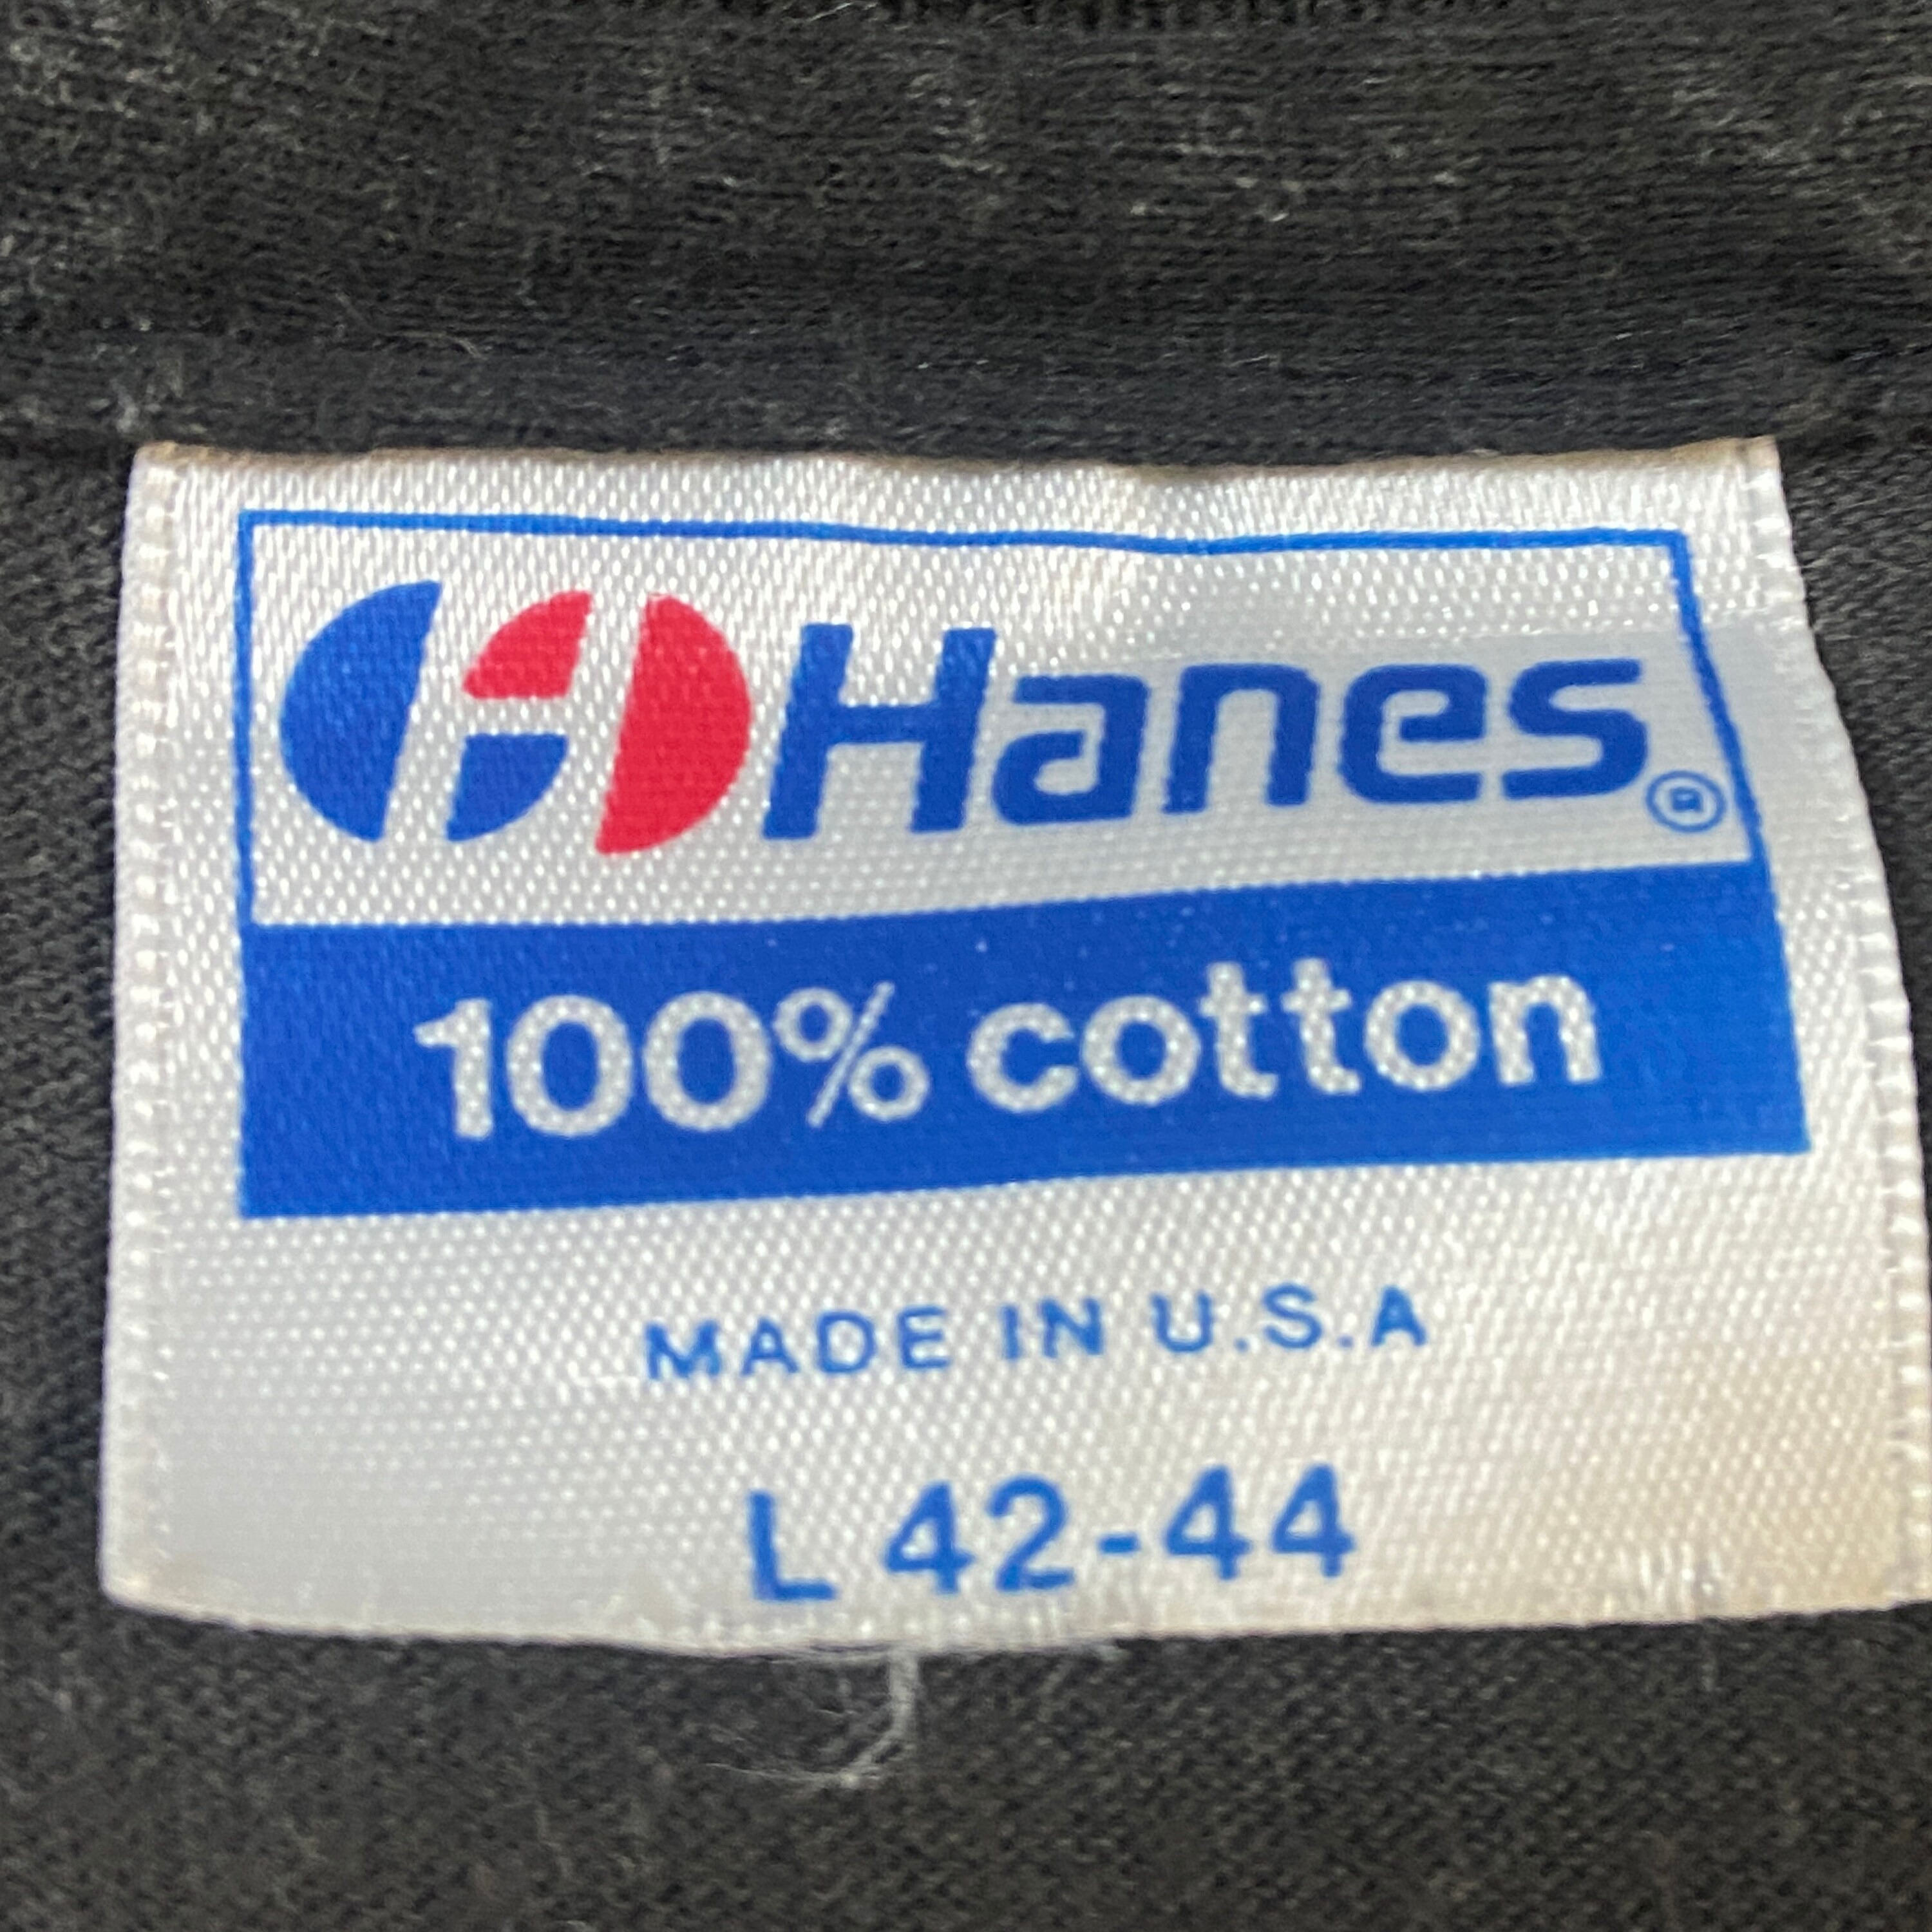 Hanes®
100% cotton
MADE IN U.S.A
L 42-44